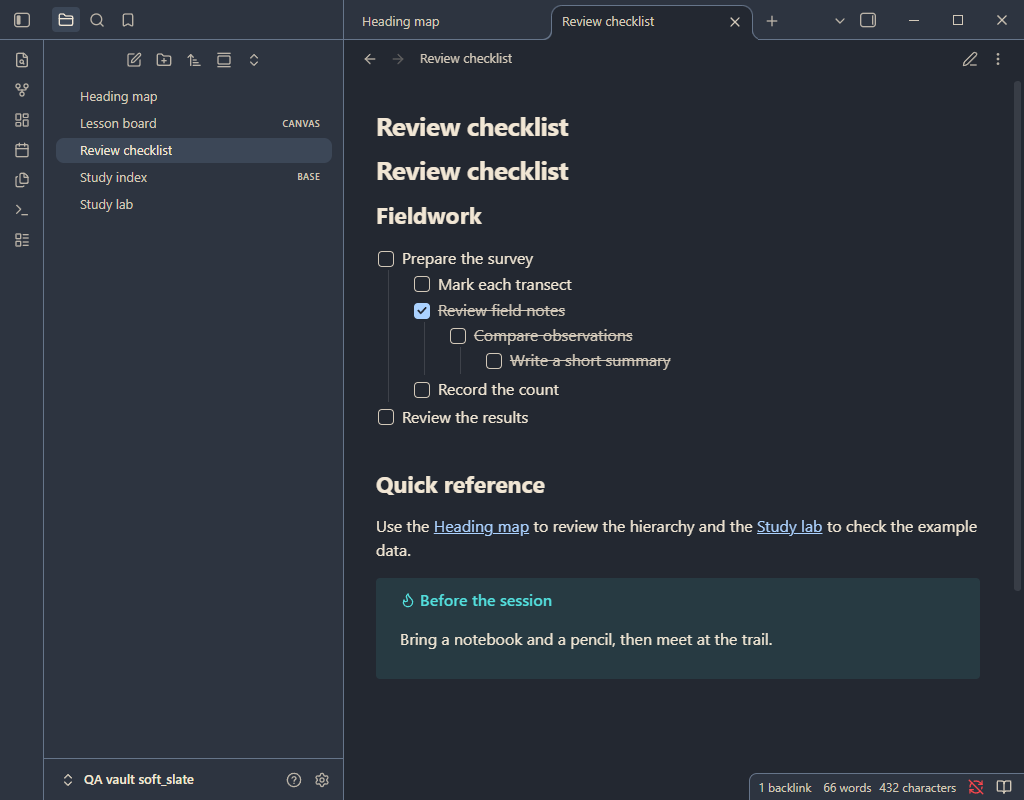 Heading map
Review checklist
Review checklist
Heading map
Lesson board CANVAS
Review checklist
Study index BASE
Study lab
Review checklist
Review checklist
Fieldwork
Prepare the survey
Mark each transect
Review field notes
Compare observations
Write a short summary
Record the count
Review the results
Quick reference
Use the Heading map to review the hierarchy and the Study lab to check the example
data.
Before the session
Bring a notebook and a pencil, then meet at the trail.
QA vault soft_slate
1 backlink 66 words 432 characters